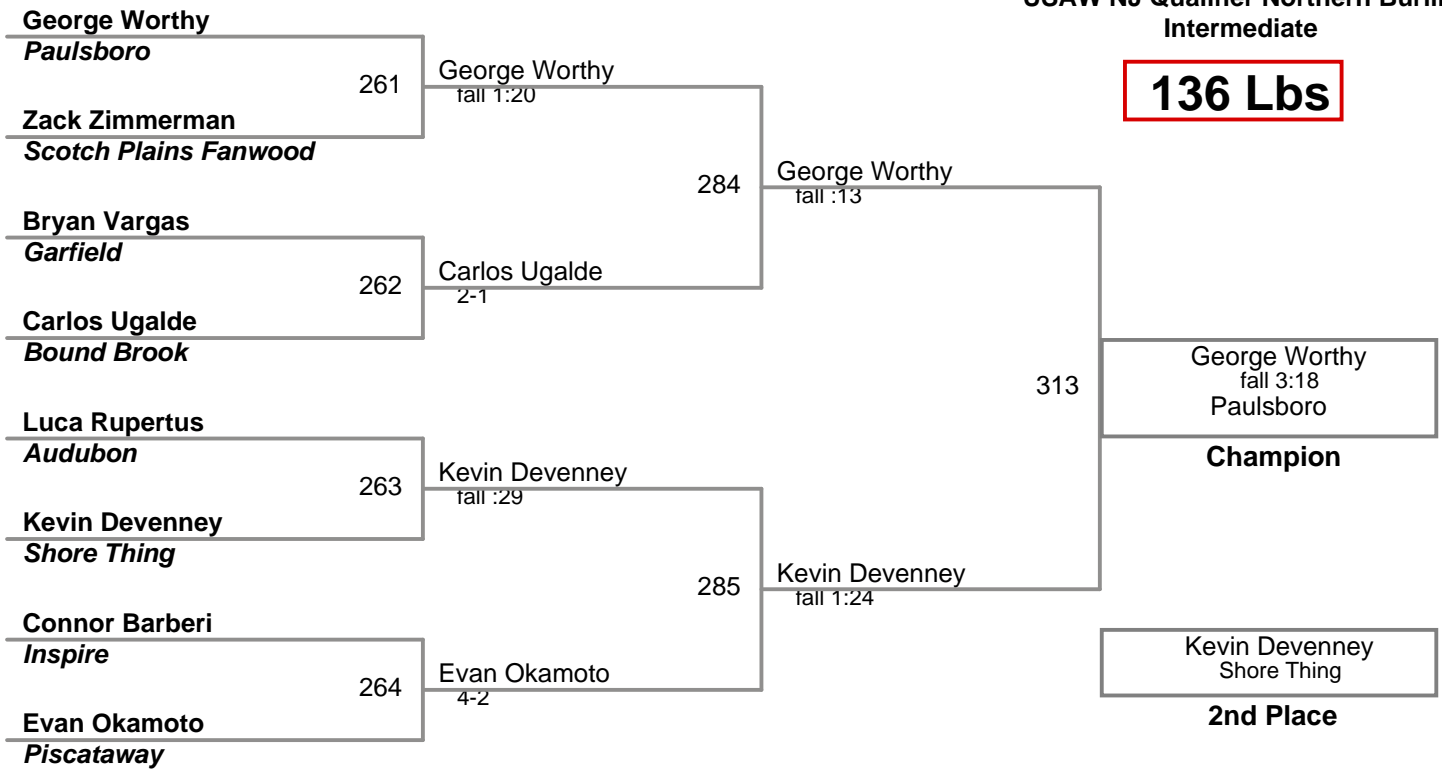 Intermediate
136 Lbs
George Worthy
Paulsboro
261
Zack Zimmerman
Scotch Plains Fanwood
George Worthy
fall 1:20
Bryan Vargas
Garfield
262
Carlos Ugalde
Bound Brook
Carlos Ugalde
2-1
284
George Worthy
fall :13
Luca Rupertus
Audubon
263
Kevin Devenney
Shore Thing
Kevin Devenney
fall :29
Connor Barberi
Inspire
264
Evan Okamoto
Piscataway
Evan Okamoto
4-2
285
Kevin Devenney
fall 1:24
313
George Worthy
fall 3:18
Paulsboro
Champion
Kevin Devenney
Shore Thing
2nd Place